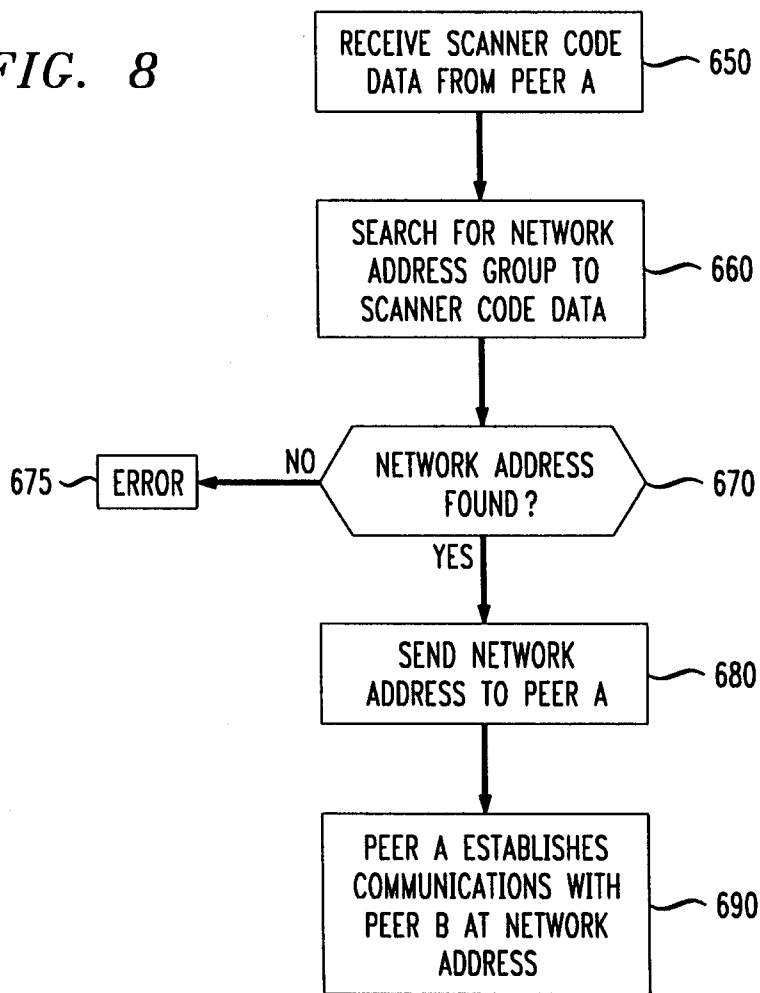 FIG. 8
RECEIVE SCANNER CODE
DATA FROM PEER A
650
SEARCH FOR NETWORK
ADDRESS GROUP TO
SCANNER CODE DATA
660
675
ERROR
NO
NETWORK ADDRESS
FOUND?
670
YES
SEND NETWORK
ADDRESS TO PEER A
680
PEER A ESTABLISHES
COMMUNICATIONS WITH
PEER B AT NETWORK
ADDRESS
690